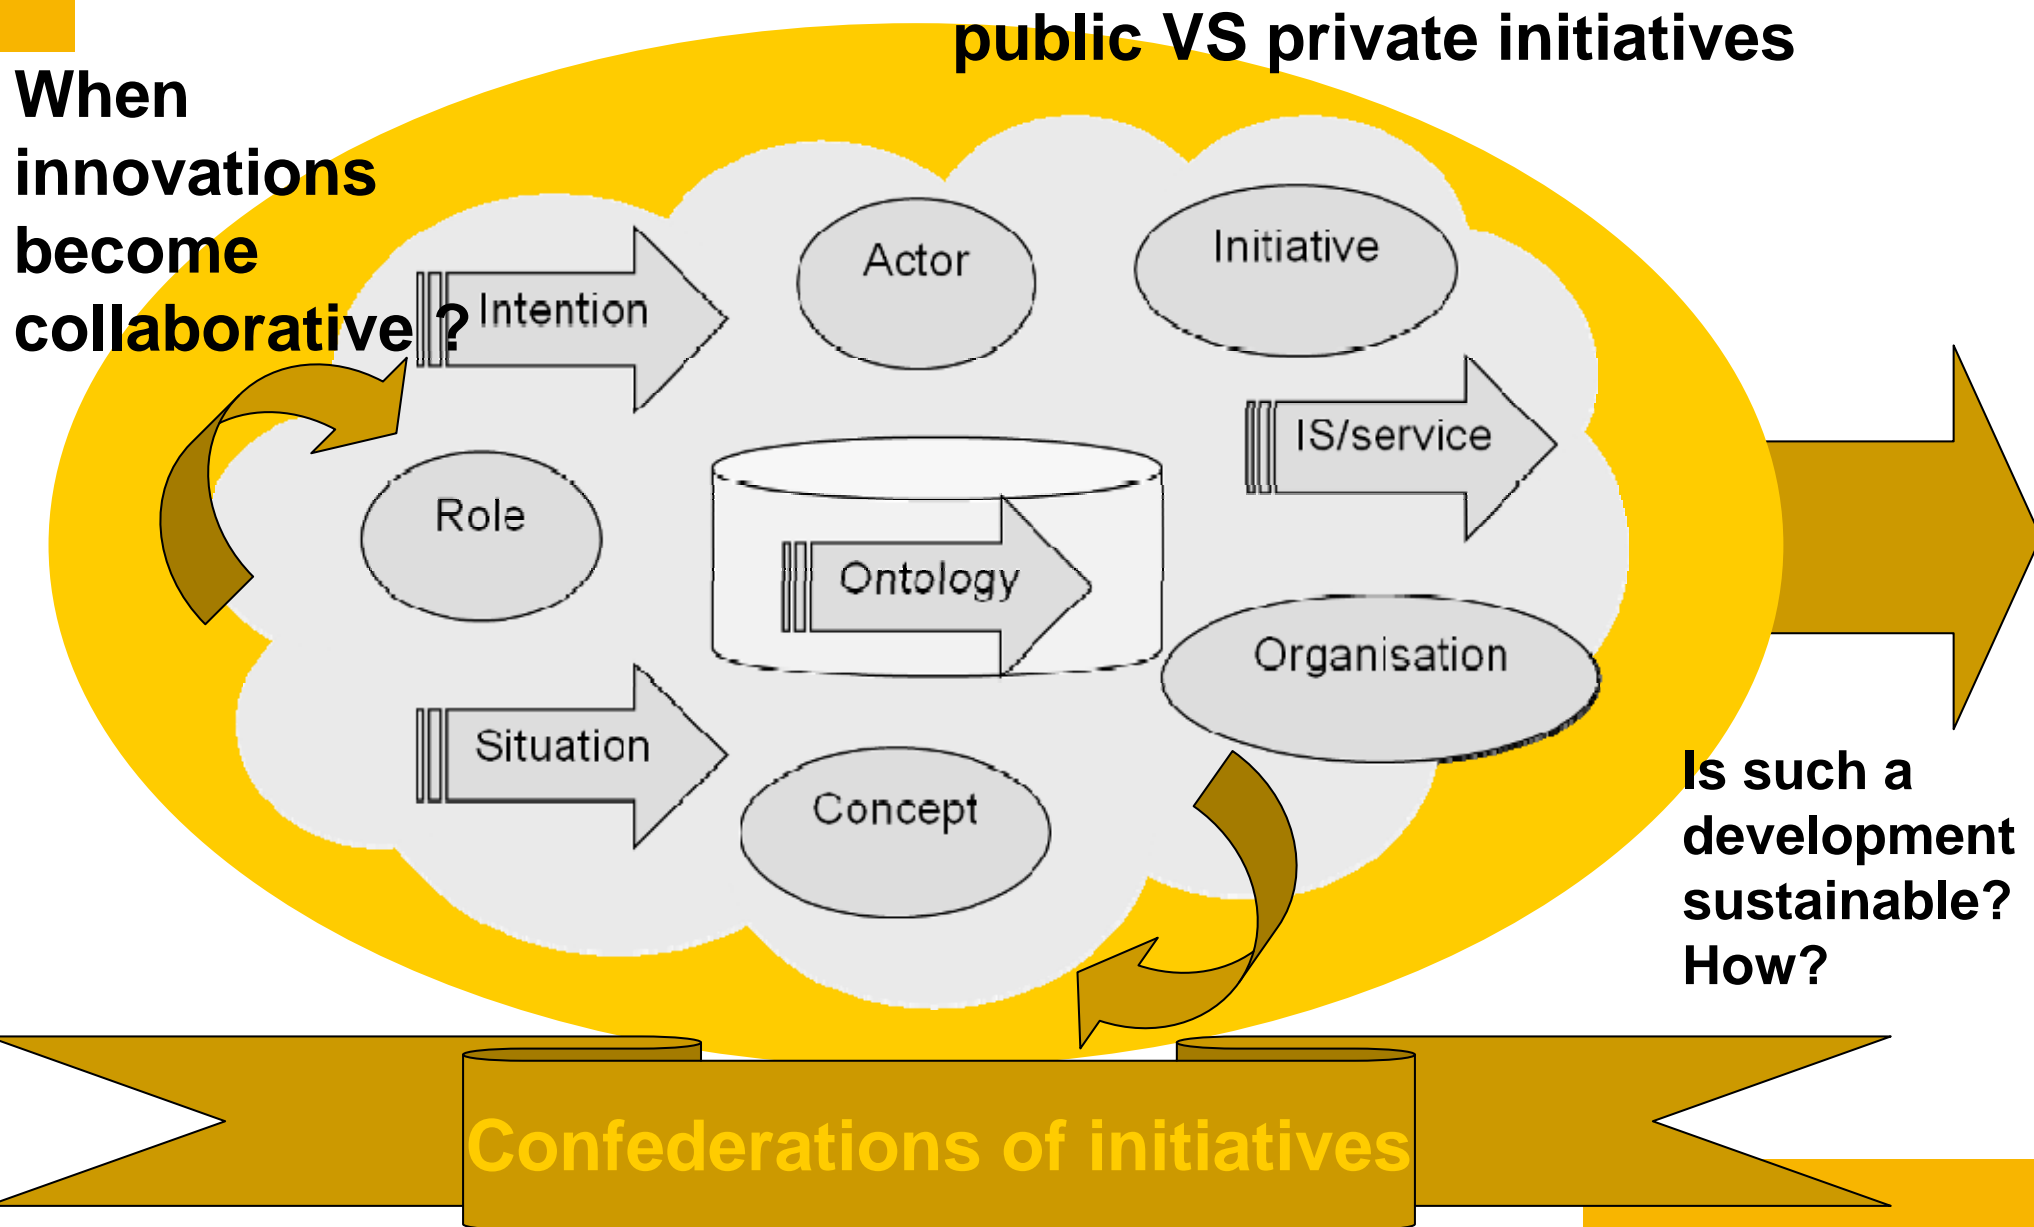 public VS private initiatives
When
innovations
become
collaborative ?
Intention
Actor
Initiative
IS/service
Role
Ontology
Organisation
Situation
Concept
Is such a
development
sustainable?
How?
Confederations of initiatives